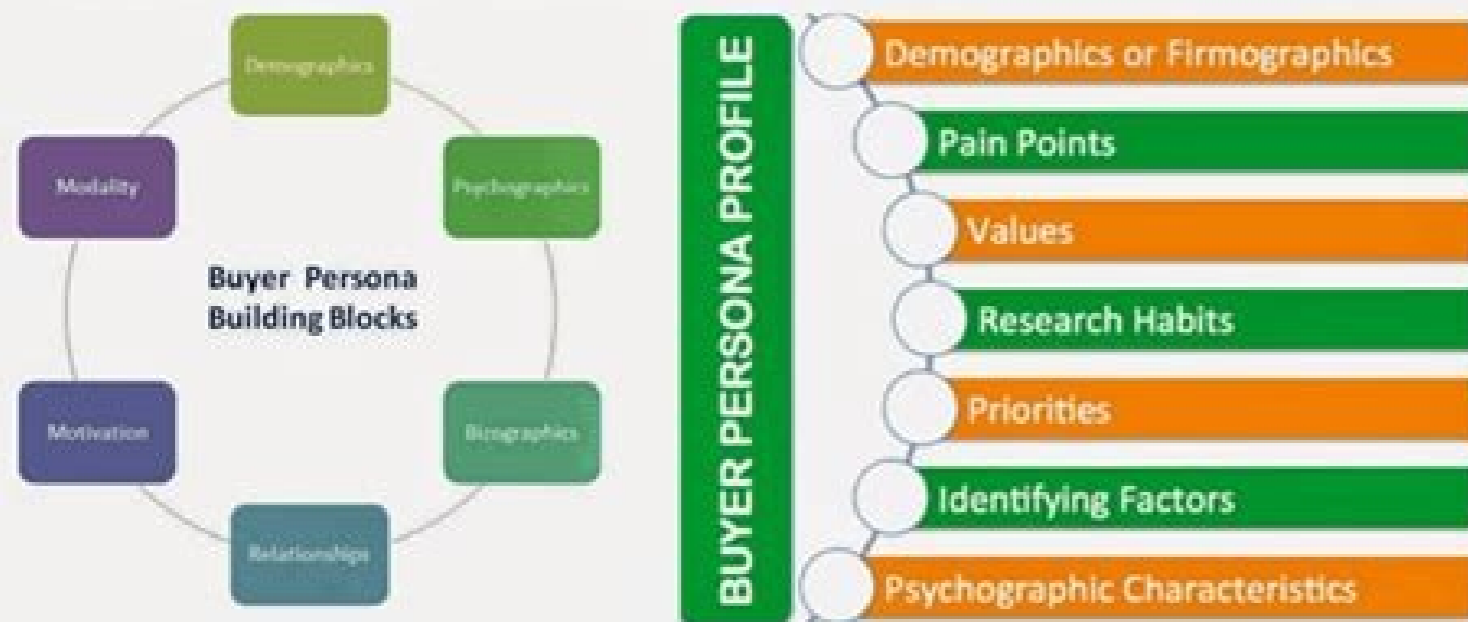 Demographics
Psychographics
Bizographics
Relationships
Motivation
Modality
Buyer Persona
Building Blocks
BUYER PERSONA PROFILE
Demographics or Firmographics
Pain Points
Values
Research Habits
Priorities
Identifying Factors
Psychographic Characteristics